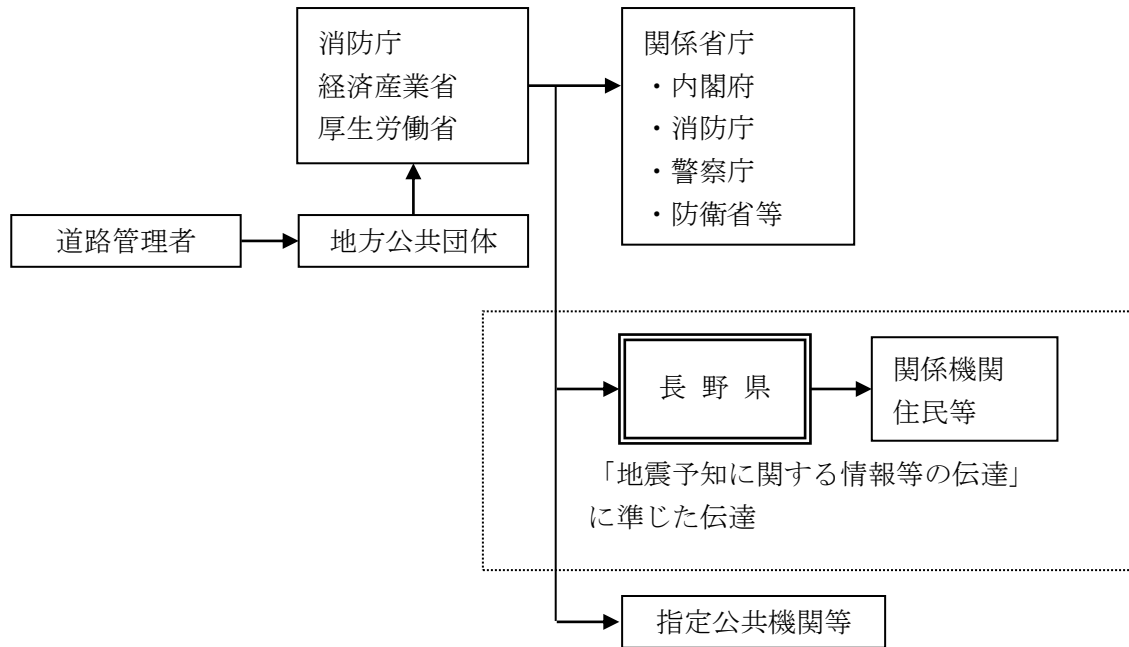 消防庁
経済産業省
厚生労働省
関係省庁
・内閣府
・消防庁
・警察庁
・防衛省等
道路管理者
地方公共団体
長 野 県
関係機関
住民等
「地震予知に関する情報等の伝達」
に準じた伝達
指定公共機関等